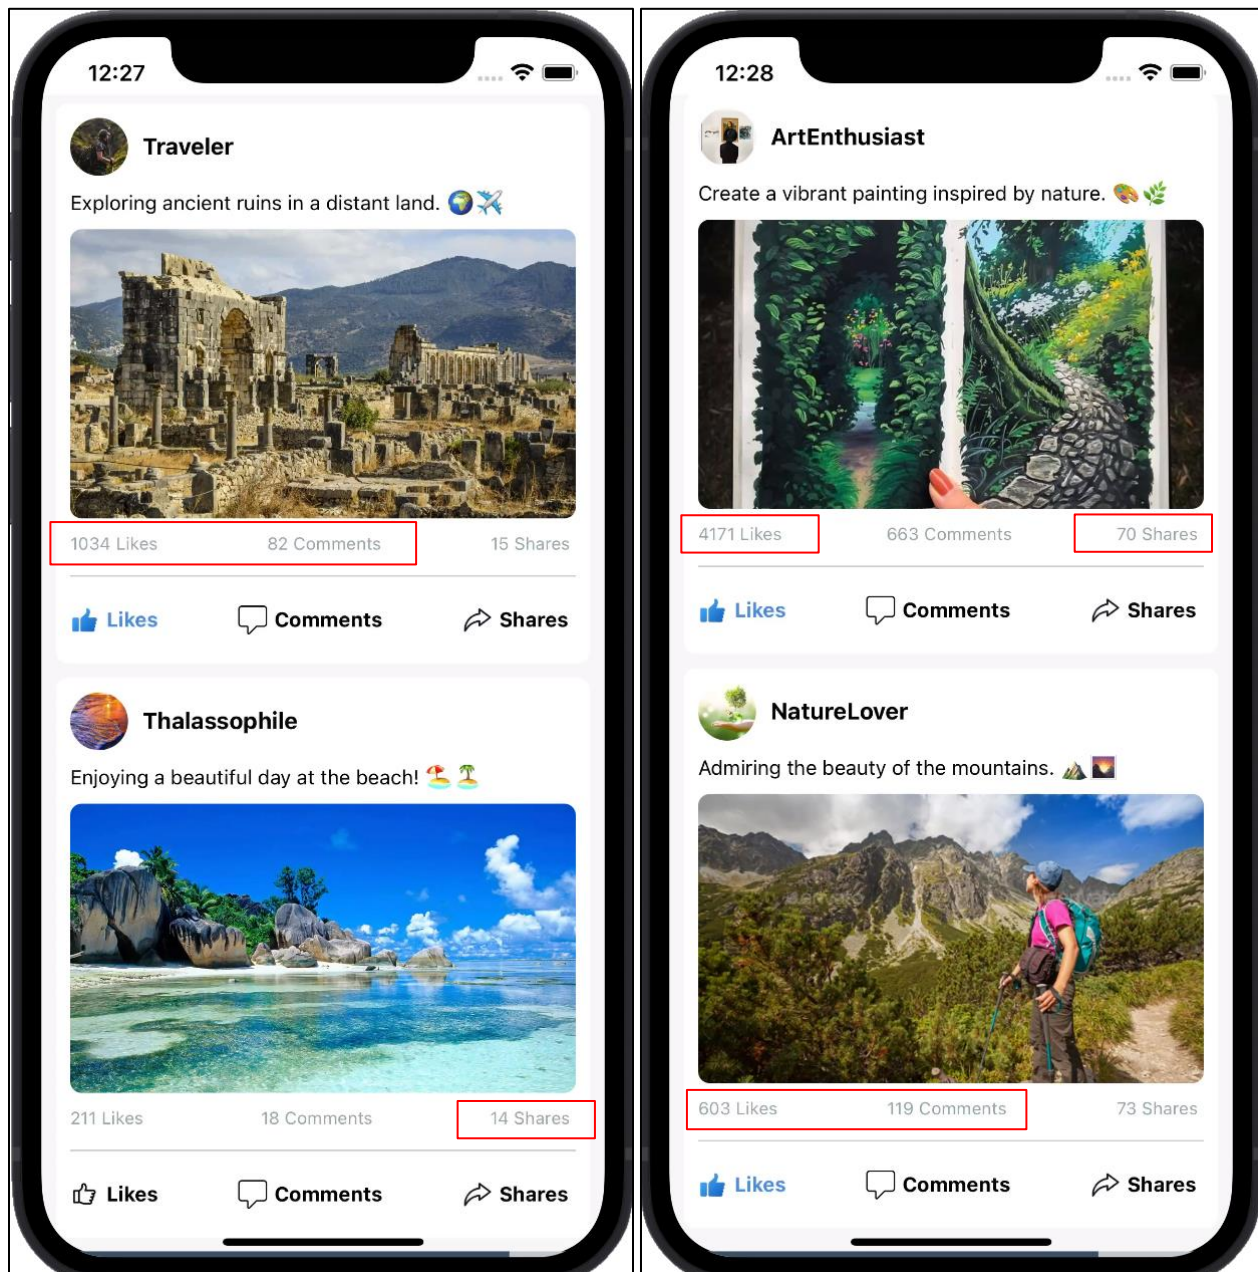 12:27
Traveler
Exploring ancient ruins in a distant land. 🌍✈️
1034 Likes 82 Comments 15 Shares
Likes Comments Shares
Thalassophile
Enjoying a beautiful day at the beach! 🏖️🏝️
211 Likes 18 Comments 14 Shares
Likes Comments Shares
12:28
ArtEnthusiast
Create a vibrant painting inspired by nature. 🎨🌿
4171 Likes 663 Comments 70 Shares
Likes Comments Shares
NatureLover
Admiring the beauty of the mountains. ⛰️🌄
603 Likes 119 Comments 73 Shares
Likes Comments Shares